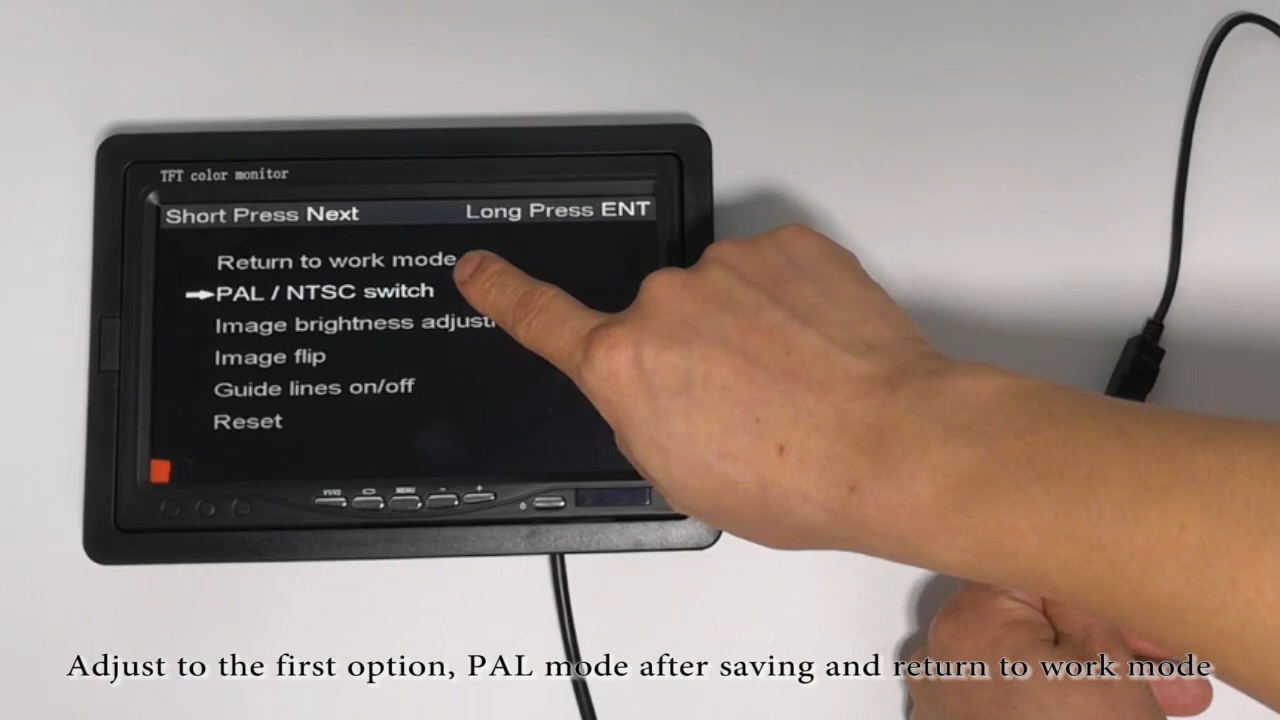 TFT color monitor
Short Press Next Long Press ENT
Return to work mode
PAL / NTSC switch
Image brightness
Image flip
Guide lines on/off
Reset
MENU
Adjust to the first option, PAL mode after saving and return to work mode